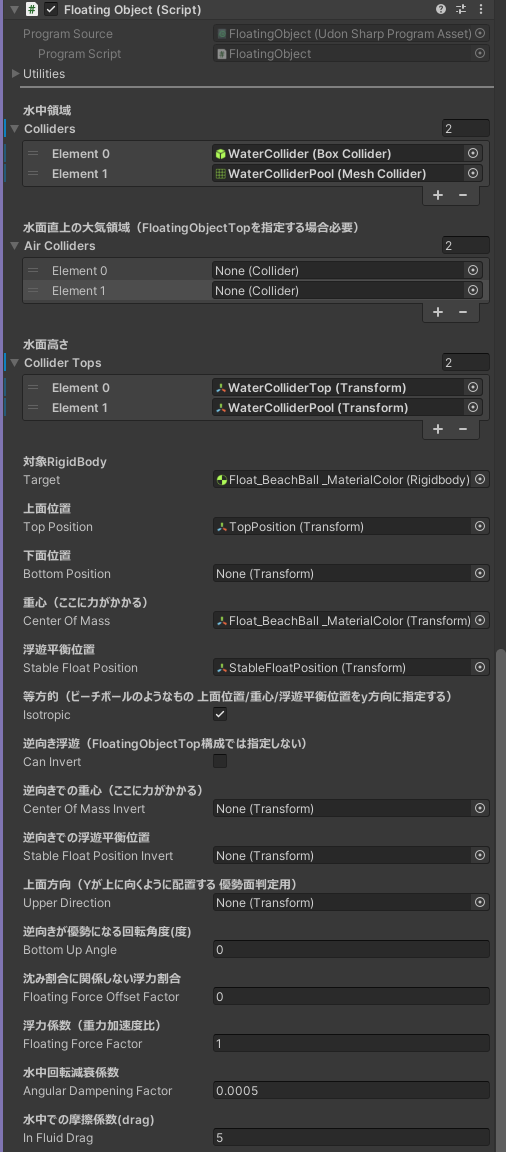 Floating Object (Script)
Program Source FloatingObject (Udon Sharp Program Asset)
Program Script FloatingObject
Utilities
水中領域
Colliders 2
Element 0 WaterCollider (Box Collider)
Element 1 WaterColliderPool (Mesh Collider)
水面直上の大気領域（FloatingObjectTopを指定する場合必要）
Air Colliders 2
Element 0 None (Collider)
Element 1 None (Collider)
水面高さ
Collider Tops 2
Element 0 WaterColliderTop (Transform)
Element 1 WaterColliderPool (Transform)
対象RigidBody
Target Float_BeachBall _MaterialColor (Rigidbody)
上面位置
Top Position TopPosition (Transform)
下面位置
Bottom Position None (Transform)
重心（ここに力がかかる）
Center Of Mass Float_BeachBall _MaterialColor (Transform)
浮遊平衡位置
Stable Float Position StableFloatPosition (Transform)
等方的（ビーチボールのようなもの 上面位置/重心/浮遊平衡位置をy方向に指定する）
Isotropic
逆向き浮遊（FloatingObjectTop構成では指定しない）
Can Invert
逆向きでの重心（ここに力がかかる）
Center Of Mass Invert None (Transform)
逆向きでの浮遊平衡位置
Stable Float Position Invert None (Transform)
上面方向（Yが上に向くように配置する 優勢面判定用）
Upper Direction None (Transform)
逆向きが優勢になる回転角度(度)
Bottom Up Angle 0
沈み割合に関係しない浮力割合
Floating Force Offset Factor 0
浮力係数（重力加速度比）
Floating Force Factor 1
水中回転減衰係数
Angular Dampening Factor 0.0005
水中での摩擦係数(drag)
In Fluid Drag 5